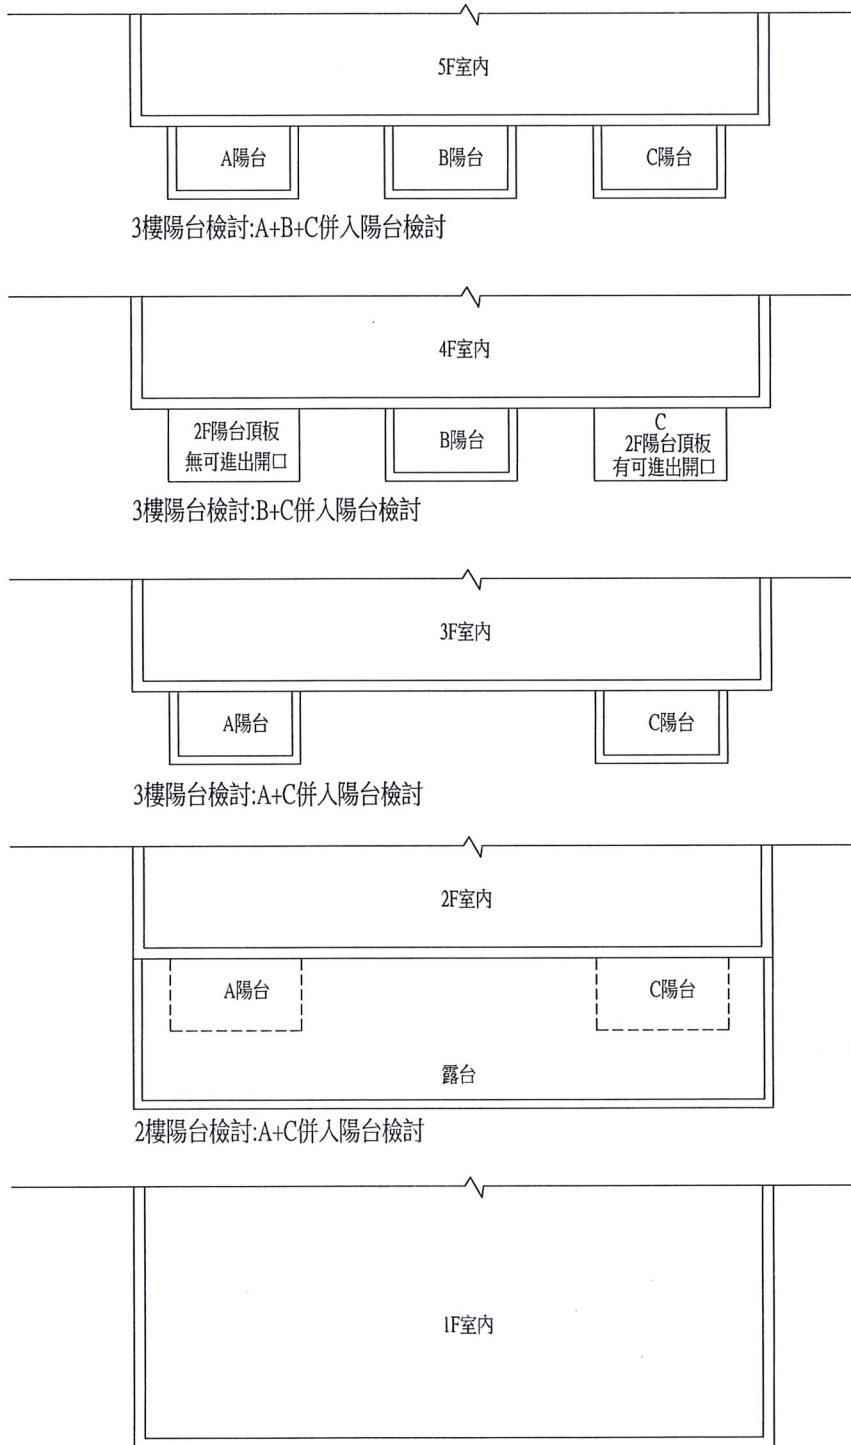 5F室內
A陽台
B陽台
C陽台
3樓陽台檢討:A+B+C併入陽台檢討
4F室內
2F陽台頂板
無可進出開口
B陽台
C
2F陽台頂板
有可進出開口
3樓陽台檢討:B+C併入陽台檢討
3F室內
A陽台
C陽台
3樓陽台檢討:A+C併入陽台檢討
2F室內
A陽台
C陽台
露台
2樓陽台檢討:A+C併入陽台檢討
1F室內